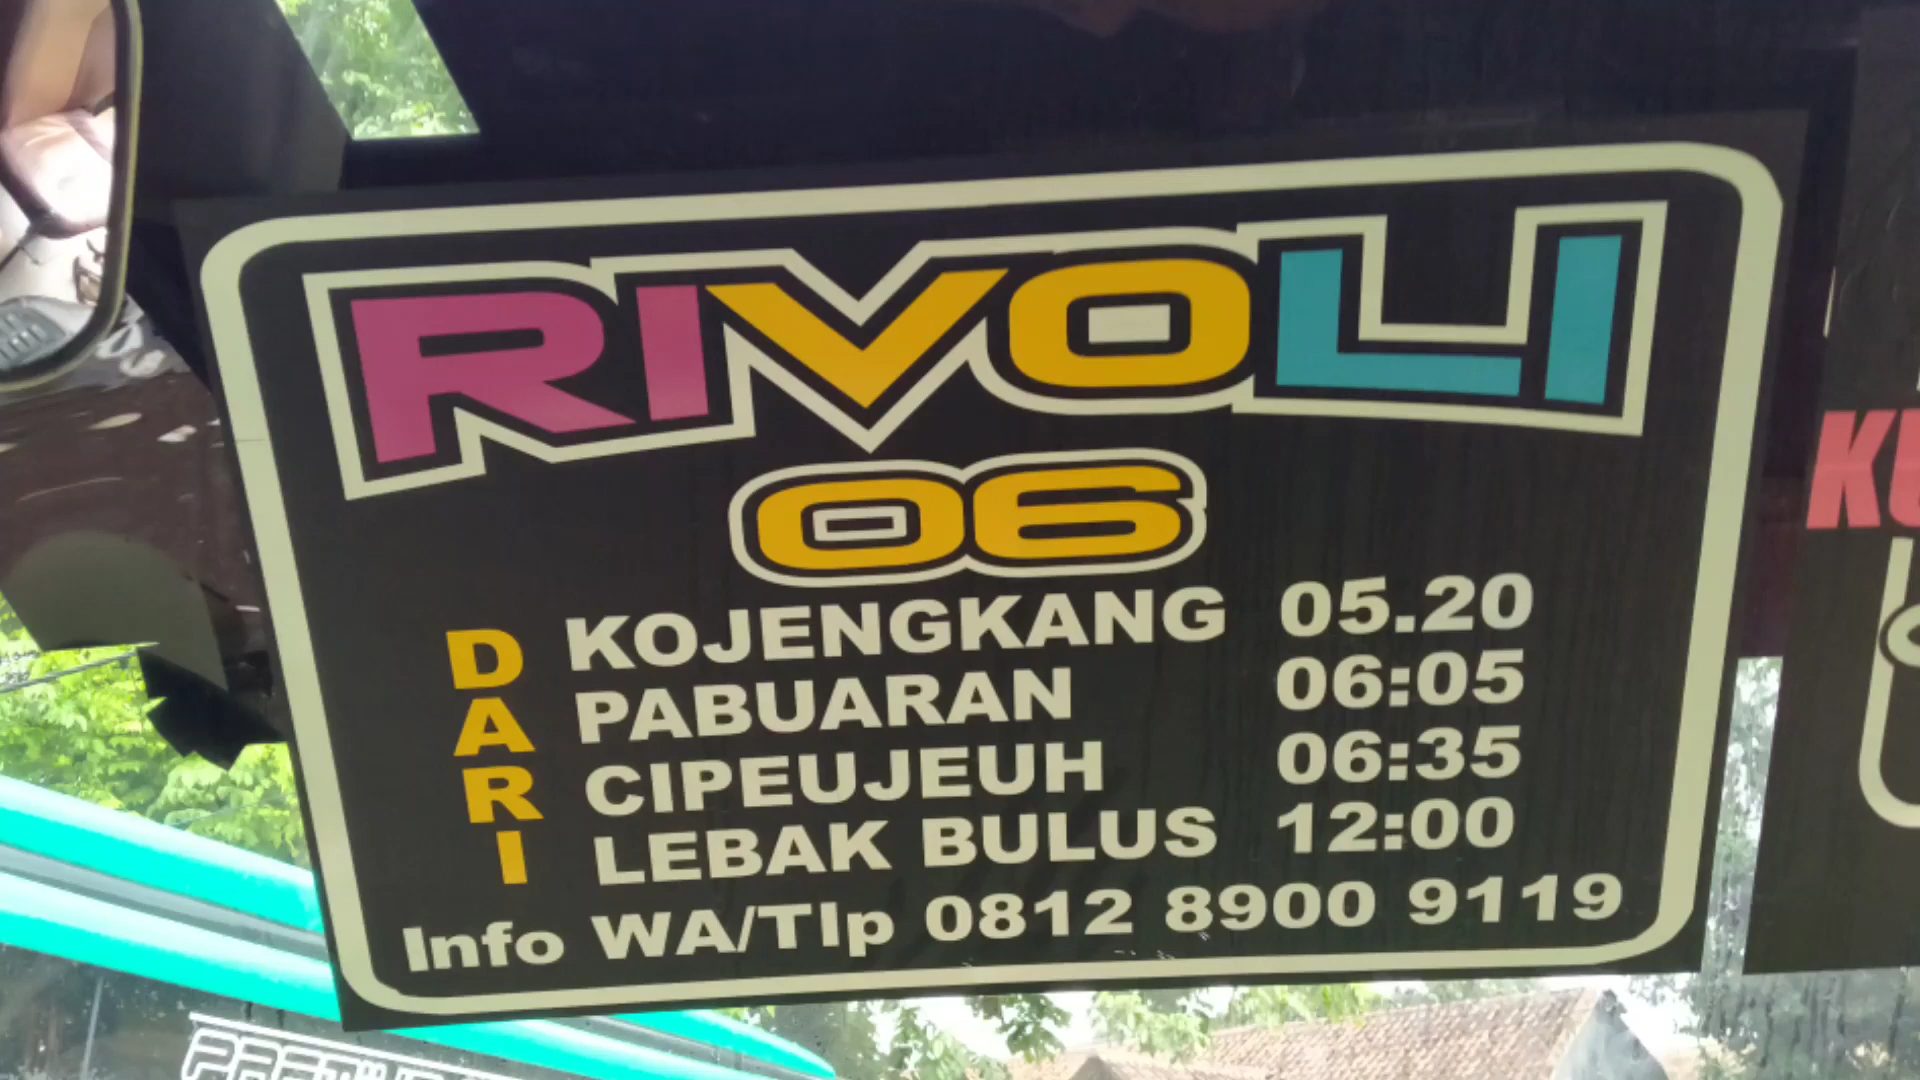 RIVOLI
06
DARI
KOJENGKANG 05.20
PABUARAN 06:05
CIPEUJEUH 06:35
LEBAK BULUS 12:00
Info WA/Tlp 0812 8900 9119